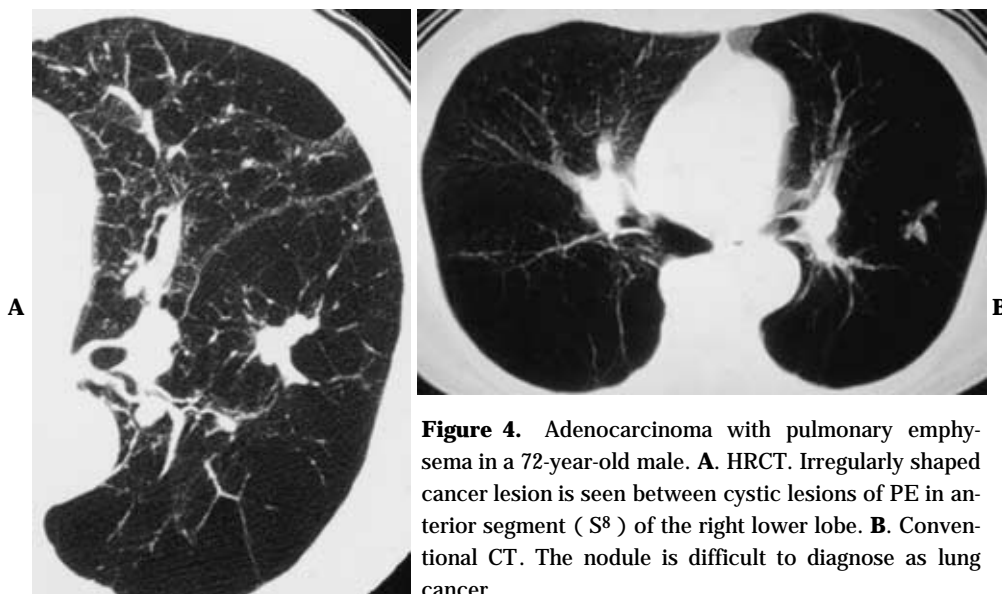 A
B
Figure 4. Adenocarcinoma with pulmonary emphy-
sema in a 72-year-old male. A. HRCT. Irregularly shaped
cancer lesion is seen between cystic lesions of PE in an-
terior segment ( S⁸ ) of the right lower lobe. B. Conven-
tional CT. The nodule is difficult to diagnose as lung
cancer